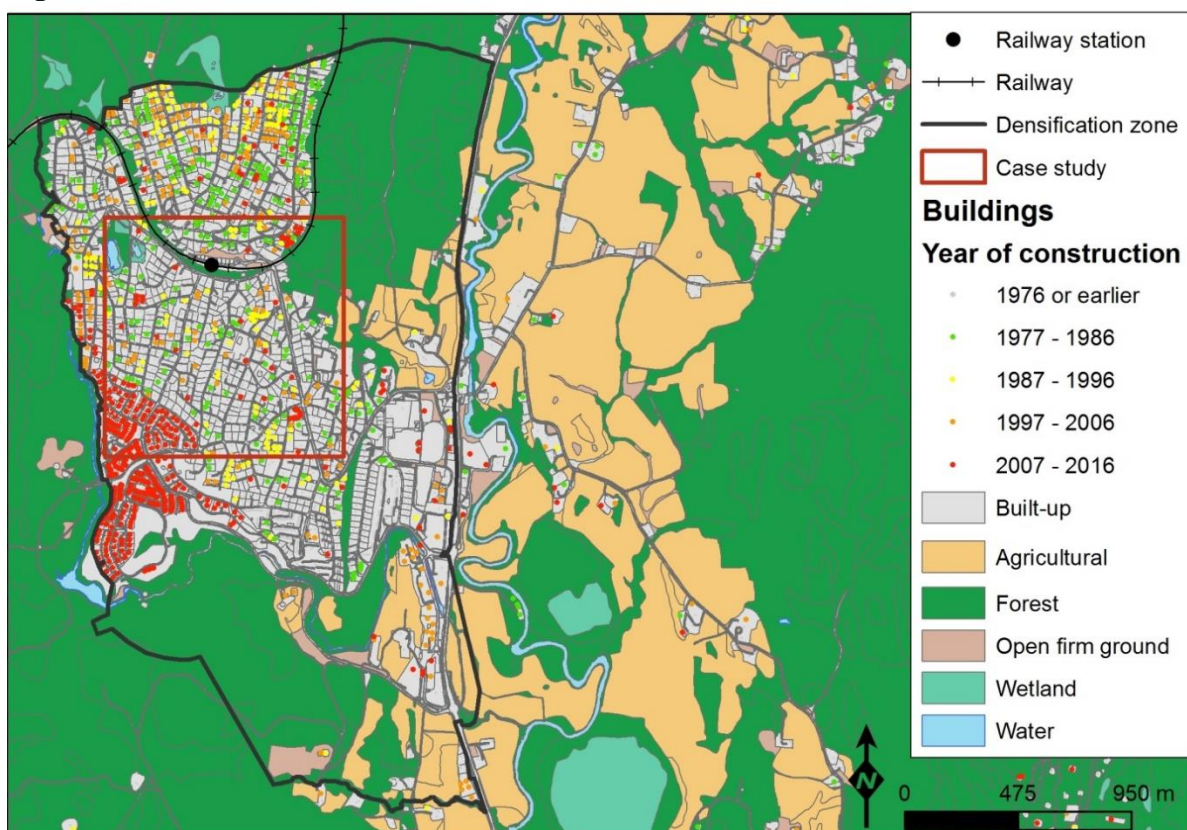 Railway station
Railway
Densification zone
Case study
Buildings
Year of construction
1976 or earlier
1977 - 1986
1987 - 1996
1997 - 2006
2007 - 2016
Built-up
Agricultural
Forest
Open firm ground
Wetland
Water
N
0 475 950 m